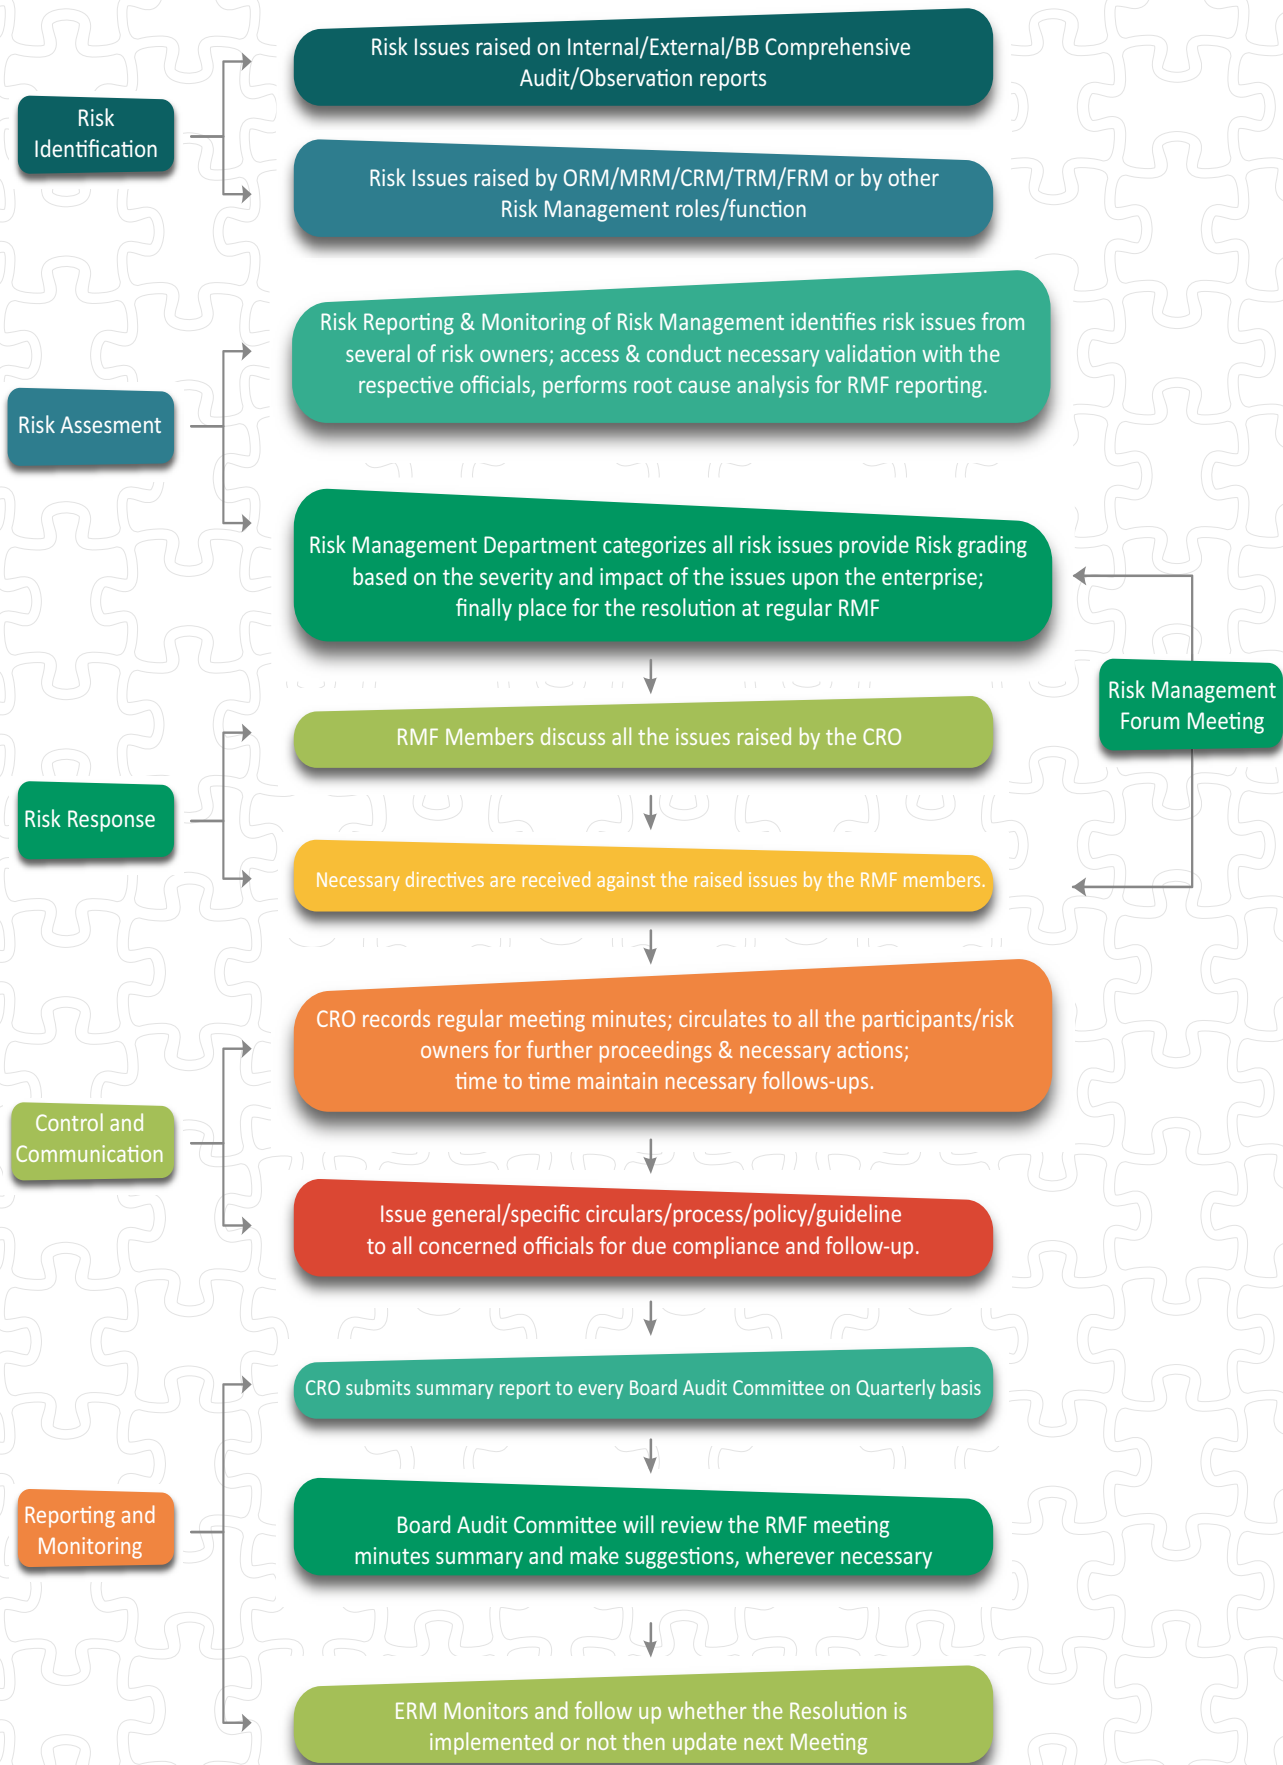 Risk Issues raised on Internal/External/BB Comprehensive
Audit/Observation reports
Risk
Identification
Risk Issues raised by ORM/MRM/CRM/TRM/FRM or by other
Risk Management roles/function
Risk Reporting & Monitoring of Risk Management identifies risk issues from
several of risk owners; access & conduct necessary validation with the
respective officials, performs root cause analysis for RMF reporting.
Risk Assesment
Risk Management Department categorizes all risk issues provide Risk grading
based on the severity and impact of the issues upon the enterprise;
finally place for the resolution at regular RMF
Risk Management
Forum Meeting
RMF Members discuss all the issues raised by the CRO
Risk Response
Necessary directives are received against the raised issues by the RMF members.
CRO records regular meeting minutes; circulates to all the participants/risk
owners for further proceedings & necessary actions;
time to time maintain necessary follows-ups.
Control and
Communication
Issue general/specific circulars/process/policy/guideline
to all concerned officials for due compliance and follow-up.
CRO submits summary report to every Board Audit Committee on Quarterly basis
Reporting and
Monitoring
Board Audit Committee will review the RMF meeting
minutes summary and make suggestions, wherever necessary
ERM Monitors and follow up whether the Resolution is
implemented or not then update next Meeting